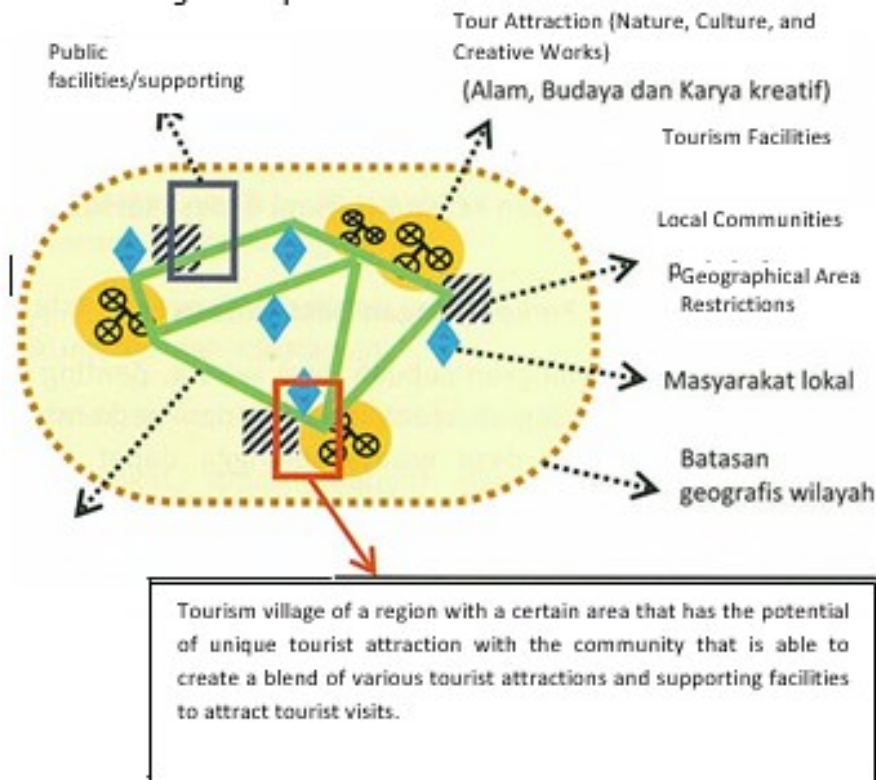 Public
facilities/supporting
Tour Attraction (Nature, Culture, and
Creative Works)
(Alam, Budaya dan Karya kreatif)
Tourism Facilities
Local Communities
Geographical Area
Restrictions
Masyarakat lokal
Batasan
geografis wilayah
Tourism village of a region with a certain area that has the potential
of unique tourist attraction with the community that is able to
create a blend of various tourist attractions and supporting facilities
to attract tourist visits.